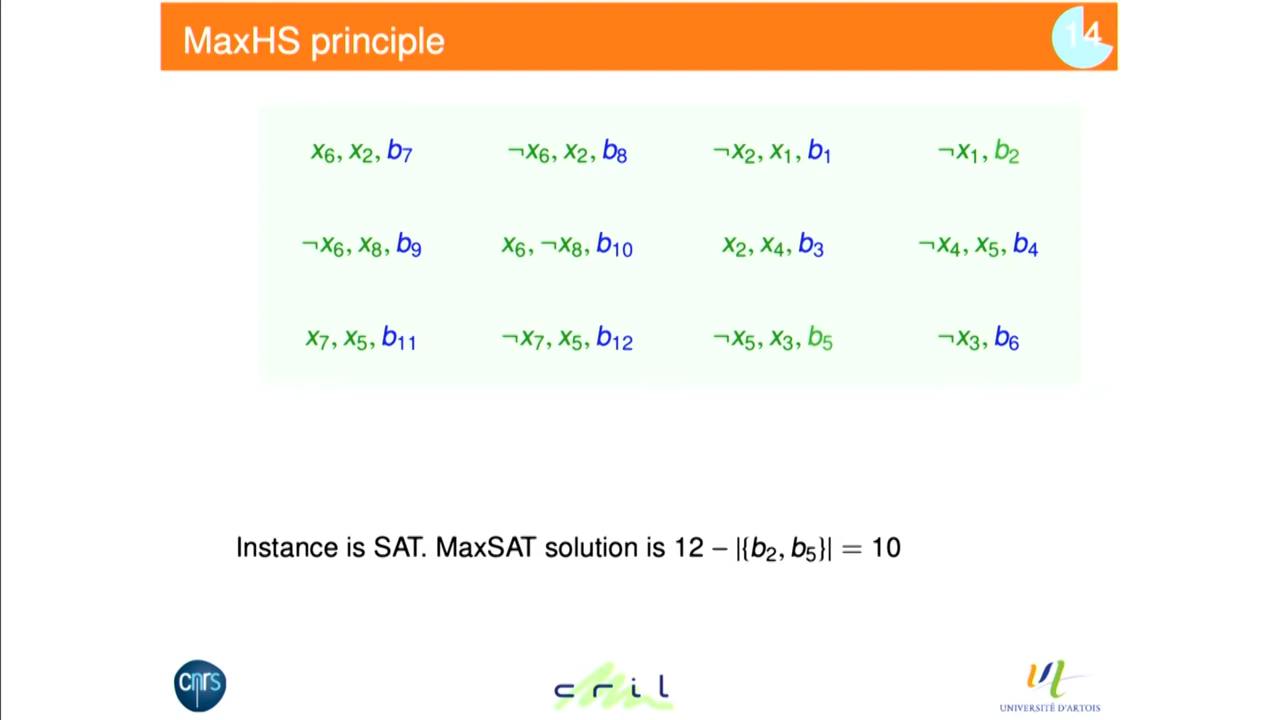 MaxHS principle
14
x₆, x₂, b₇ ¬x₆, x₂, b₈ ¬x₂, x₁, b₁ ¬x₁, b₂
¬x₆, x₈, b₉ x₆, ¬x₈, b₁₀ x₂, x₄, b₃ ¬x₄, x₅, b₄
x₇, x₅, b₁₁ ¬x₇, x₅, b₁₂ ¬x₅, x₃, b₅ ¬x₃, b₆
Instance is SAT. MaxSAT solution is 12 – |{b₂, b₅}| = 10
cnrs
cril
UNIVERSITÉ D'ARTOIS